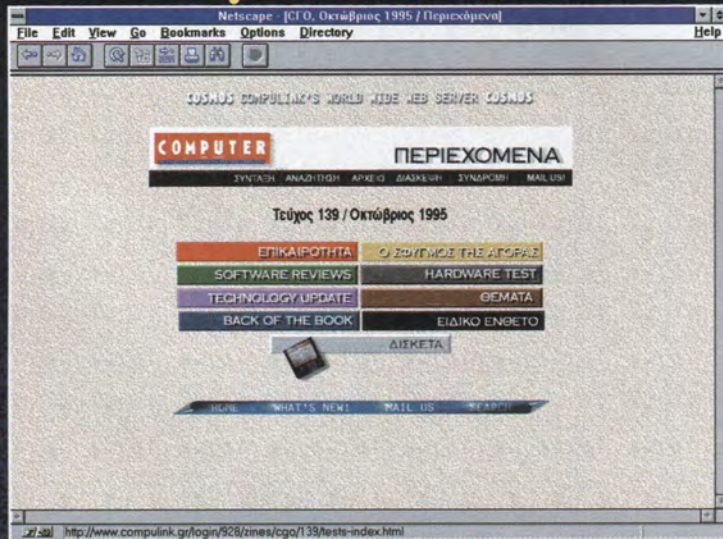 Netscape - [CГO, Οκτώβριος 1995 / Περιεχόμενα]
File Edit View Go Bookmarks Options Directory Help
COSMOS COMPULINK'S WORLD WIDE WEB SERVER COSMOS
COMPUTER
ΠΕΡΙΕΧΟΜΕΝΑ
ΣΥΝΤΑΞΗ ΑΝΑΖΗΤΗΣΗ ΑΡΧΕΙΟ ΔΙΑΣΚΕΨΗ ΣΥΝΔΡΟΜΗ MAIL US!
Τεύχος 139 / Οκτώβριος 1995
ΕΠΙΚΑΙΡΟΤΗΤΑ Ο ΣΦΥΓΜΟΣ ΤΗΣ ΑΓΟΡΑΣ
SOFTWARE REVIEWS HARDWARE TEST
TECHNOLOGY UPDATE ΘΕΜΑΤΑ
BACK OF THE BOOK ΕΙΔΙΚΟ ΕΝΘΕΤΟ
ΔΙΣΚΕΤΑ
HOME WHAT'S NEW! MAIL US SEARCH
http://www.compulink.gr/login/928/zines/cgo/139/tests-index.html